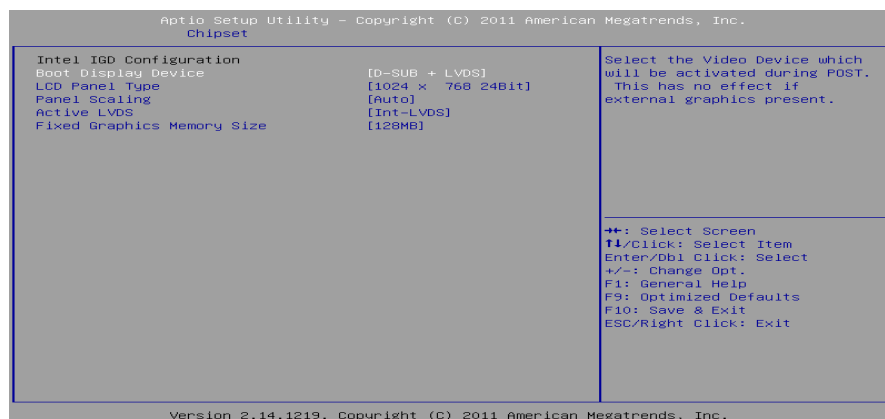 Aptio Setup Utility – Copyright (C) 2011 American Megatrends, Inc.
Chipset
Intel IGD Configuration
Boot Display Device [D-SUB + LVDS]
LCD Panel Type [1024 x 768 24Bit]
Panel Scaling [Auto]
Active LVDS [Int-LVDS]
Fixed Graphics Memory Size [128MB]
Select the Video Device which
will be activated during POST.
This has no effect if
external graphics present.
→←: Select Screen
↑↓/Click: Select Item
Enter/Dbl Click: Select
+/-: Change Opt.
F1: General Help
F9: Optimized Defaults
F10: Save & Exit
ESC/Right Click: Exit
Version 2.14.1219. Copyright (C) 2011 American Megatrends, Inc.